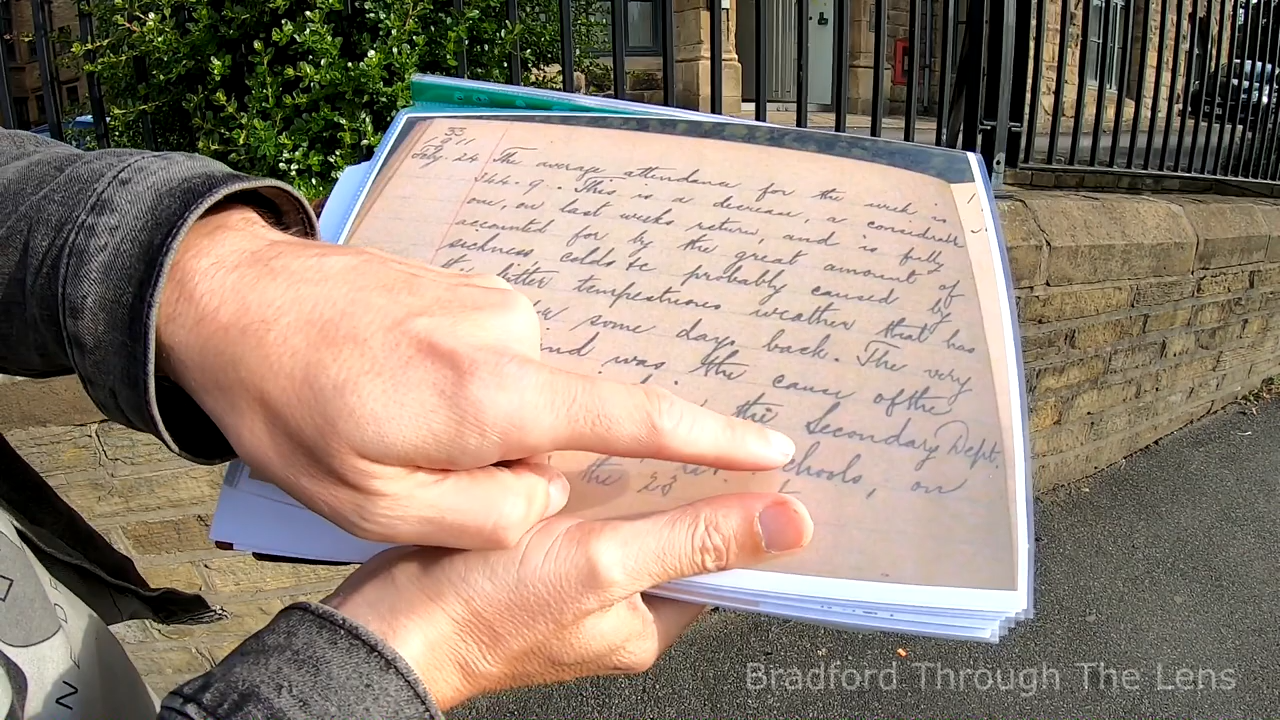 33
Feby. 24 The average attendance for the week is
344.9. This is a decrease, a considerable
one, on last weeks return, and is fully
accounted for by the great amount of
sickness, colds &c probably caused by
the bitter tempestuous weather that has
some days back. The very
wind was the cause of the
the Secondary Dept.
Schools, on
the 23
Bradford Through The Lens